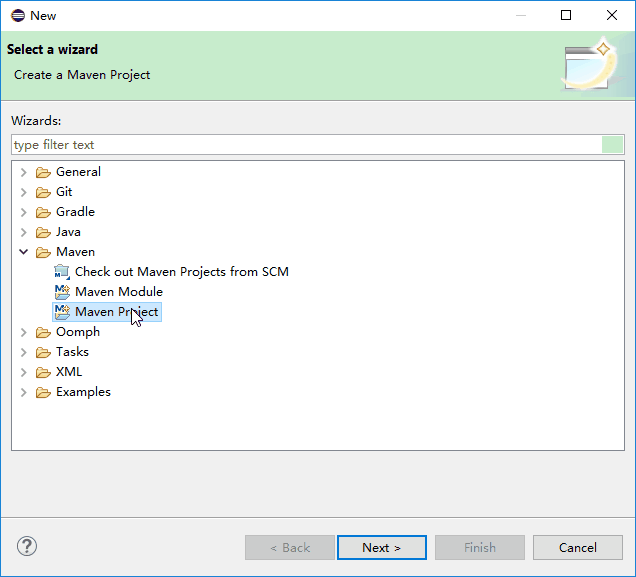 New
Select a wizard
Create a Maven Project
Wizards:
type filter text
General
Git
Gradle
Java
Maven
Check out Maven Projects from SCM
Maven Module
Maven Project
Oomph
Tasks
XML
Examples
? < Back Next > Finish Cancel